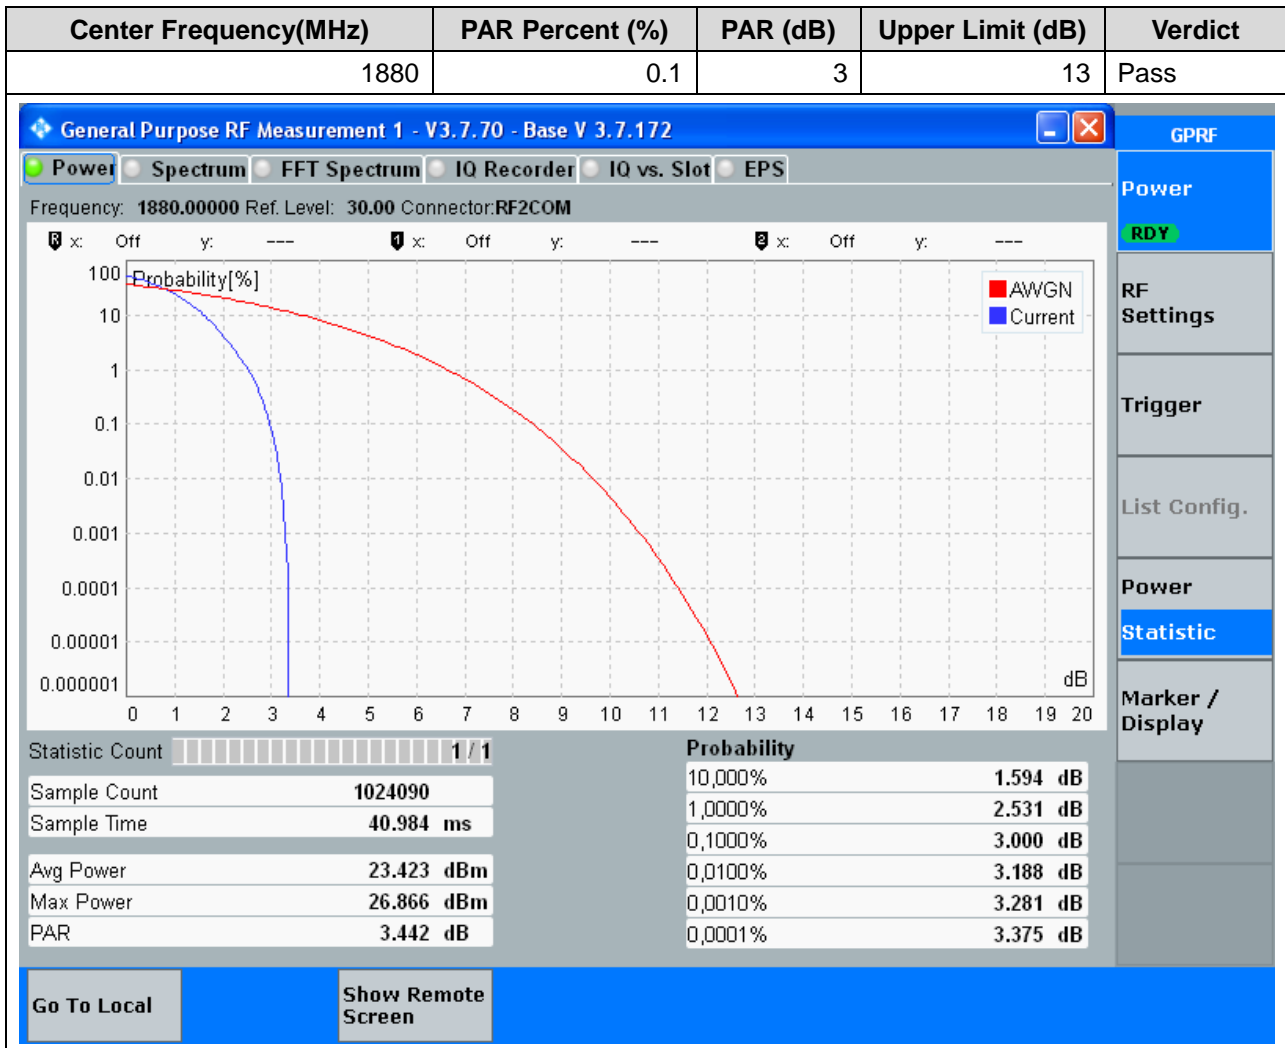 Center Frequency(MHz) PAR Percent (%) PAR (dB) Upper Limit (dB) Verdict
1880 0.1 3 13 Pass
General Purpose RF Measurement 1 - V3.7.70 - Base V 3.7.172
GPRF
Power Spectrum FFT Spectrum IQ Recorder IQ vs. Slot EPS
Power
RDY
Frequency: 1880.00000 Ref. Level: 30.00 Connector:RF2COM
R x: Off y: --- 1 x: Off y: --- 2 x: Off y: ---
Probability[%]
AWGN
Current
100
10
1
0.1
0.01
0.001
0.0001
0.00001
0.000001
dB
0 1 2 3 4 5 6 7 8 9 10 11 12 13 14 15 16 17 18 19 20
RF
Settings
Trigger
List Config.
Power
Statistic
Marker /
Display
Statistic Count 1 / 1
Sample Count 1024090
Sample Time 40.984 ms
Avg Power 23.423 dBm
Max Power 26.866 dBm
PAR 3.442 dB
Probability
10,000% 1.594 dB
1,0000% 2.531 dB
0,1000% 3.000 dB
0,0100% 3.188 dB
0,0010% 3.281 dB
0,0001% 3.375 dB
Go To Local
Show Remote
Screen